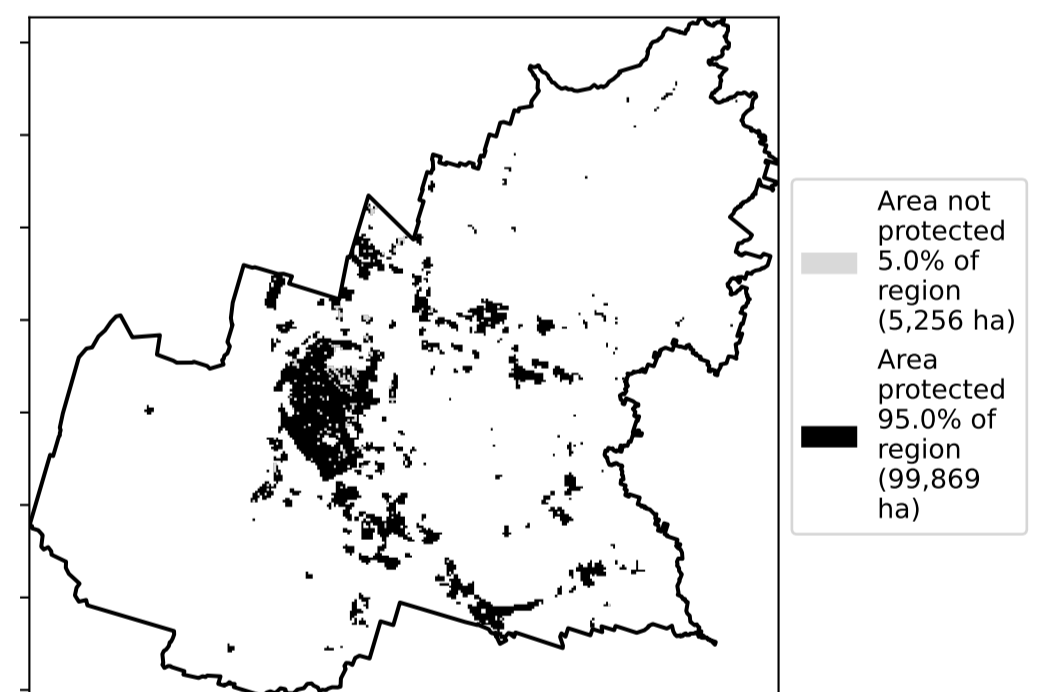 Area not
protected
5.0% of
region
(5,256 ha)
Area
protected
95.0% of
region
(99,869
ha)